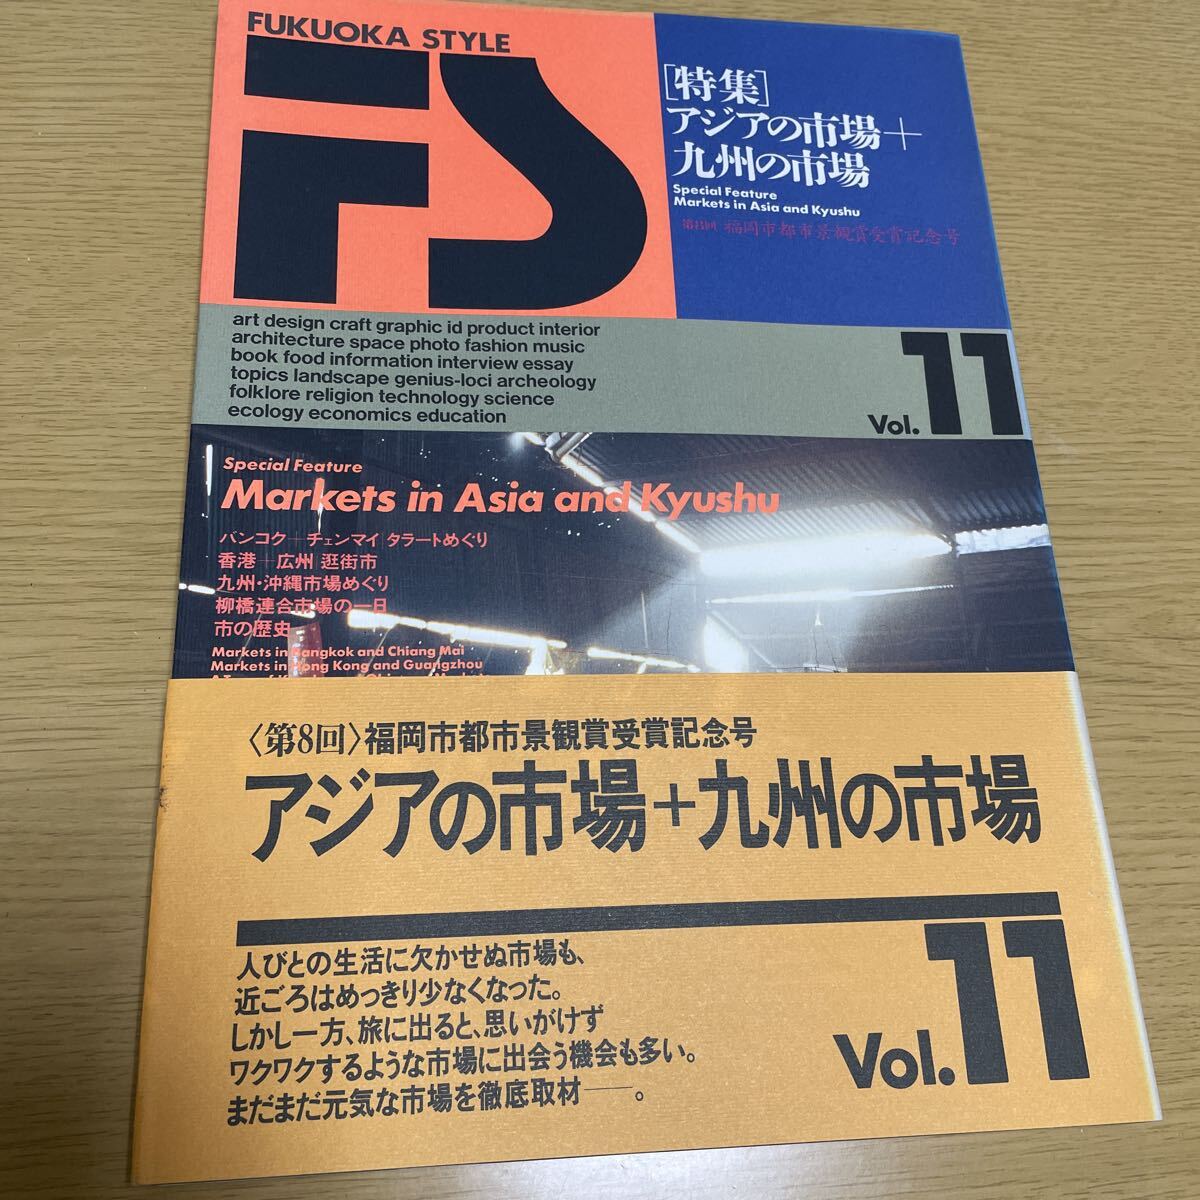 FUKUOKA STYLE
FS
[特集]
アジアの市場+
九州の市場
Special Feature
Markets in Asia and Kyushu
第8回 福岡市都市景観賞受賞記念号
art design craft graphic id product interior
architecture space photo fashion music
book food information interview essay
topics landscape genius-loci archeology
folklore religion technology science
ecology economics education
Vol. 11
Special Feature
Markets in Asia and Kyushu
バンコク+チェンマイ|タラートめぐり
香港+広州|逛街市
九州・沖縄市場めぐり
柳橋連合市場の一日
市の歴史
Markets in Bangkok and Chiang Mai
Markets in Hong Kong and Guangzhou
〈第8回〉福岡市都市景観賞受賞記念号
アジアの市場+九州の市場
人びとの生活に欠かせぬ市場も、
近ごろはめっきり少なくなった。
しかし一方、旅に出ると、思いがけず
ワクワクするような市場に出会う機会も多い。
まだまだ元気な市場を徹底取材——。
Vol. 11